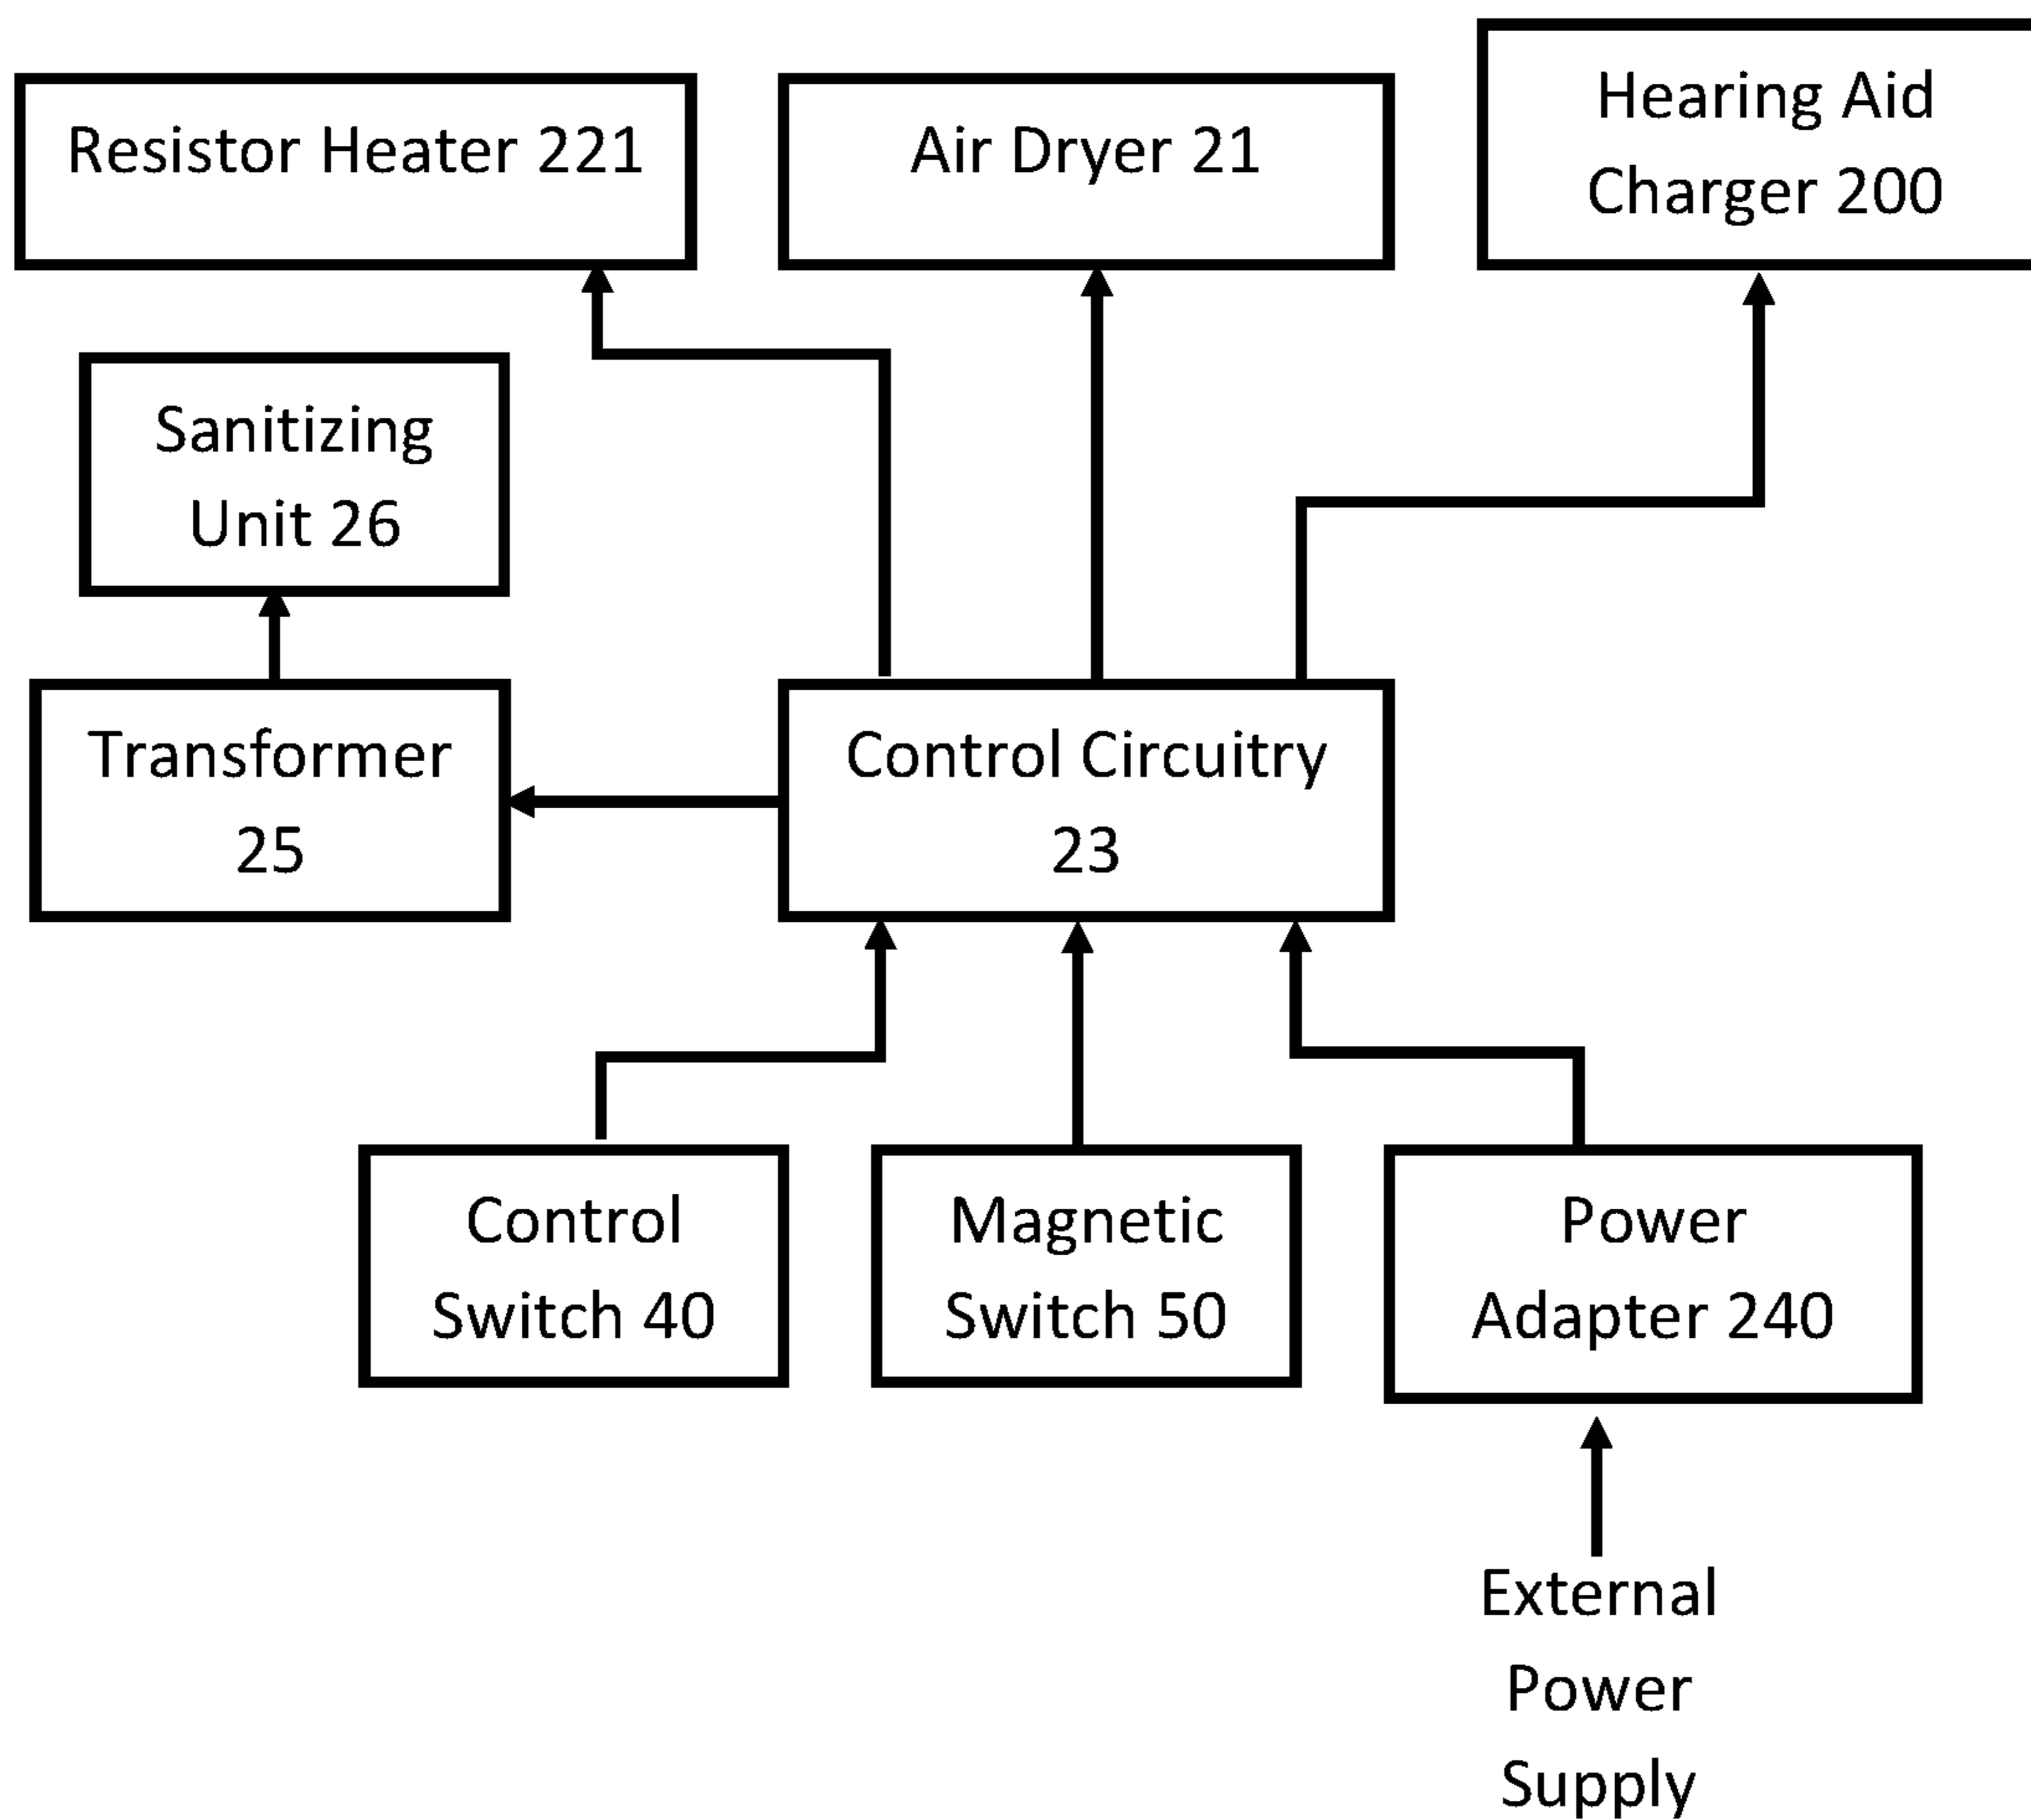 Resistor Heater 221
Air Dryer 21
Hearing Aid
Charger 200
Sanitizing
Unit 26
Transformer
25
Control Circuitry
23
Control
Switch 40
Magnetic
Switch 50
Power
Adapter 240
External
Power
Supply